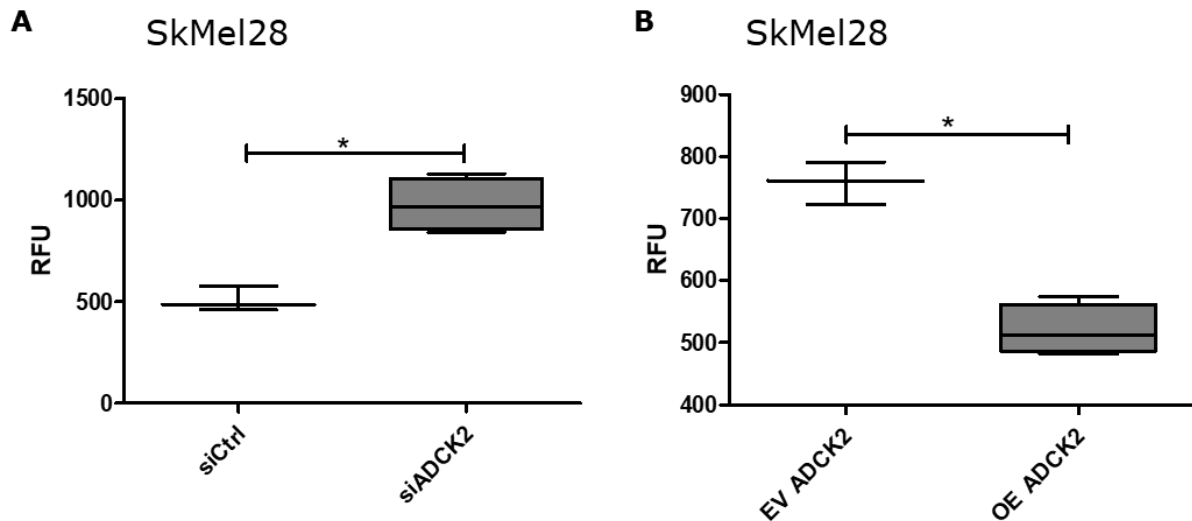 A
SkMel28
1500
1000
500
0
RFU
*
siCtrl
siADCK2
B
SkMel28
900
800
700
600
500
400
RFU
*
EV ADCK2
OE ADCK2